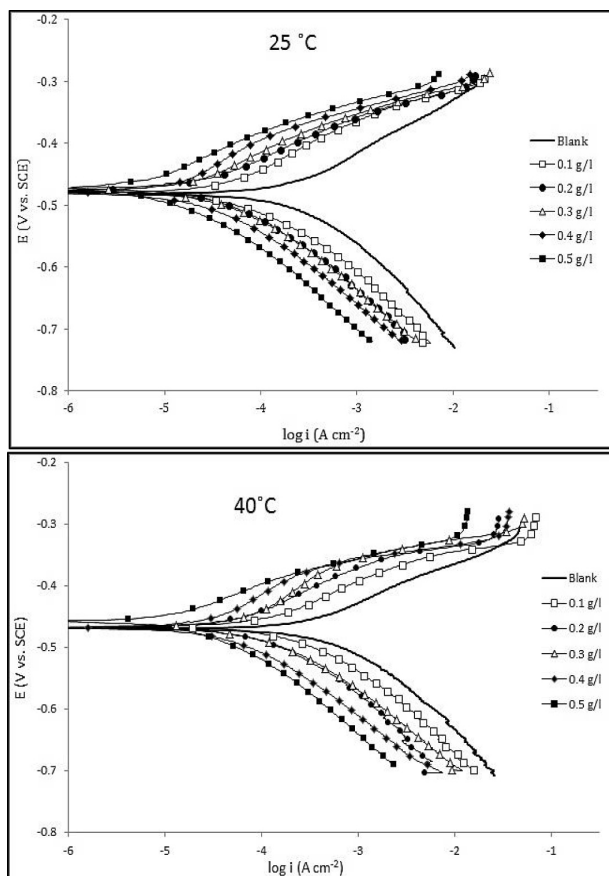 25 °C
-0.2
-0.3
-0.4
-0.5
-0.6
-0.7
-0.8
E (V vs. SCE)
Blank
0.1 g/l
0.2 g/l
0.3 g/l
0.4 g/l
0.5 g/l
-6 -5 -4 -3 -2 -1
log i (A cm-2)
40°C
-0.2
-0.3
-0.4
-0.5
-0.6
-0.7
-0.8
E (V vs. SCE)
Blank
0.1 g/l
0.2 g/l
0.3 g/l
0.4 g/l
0.5 g/l
-6 -5 -4 -3 -2 -1
log i (A cm-2)